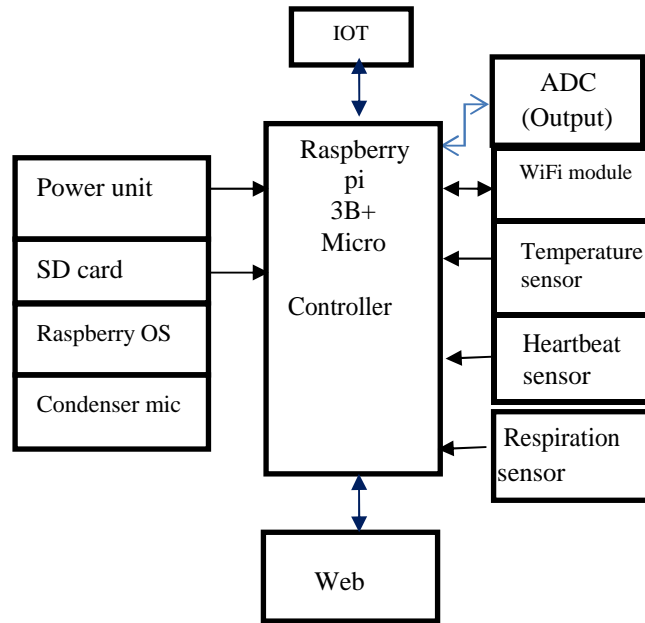 IOT
ADC
(Output)
Raspberry
pi
3B+
Micro
Controller
Power unit
SD card
Raspberry OS
Condenser mic
WiFi module
Temperature
sensor
Heartbeat
sensor
Respiration
sensor
Web